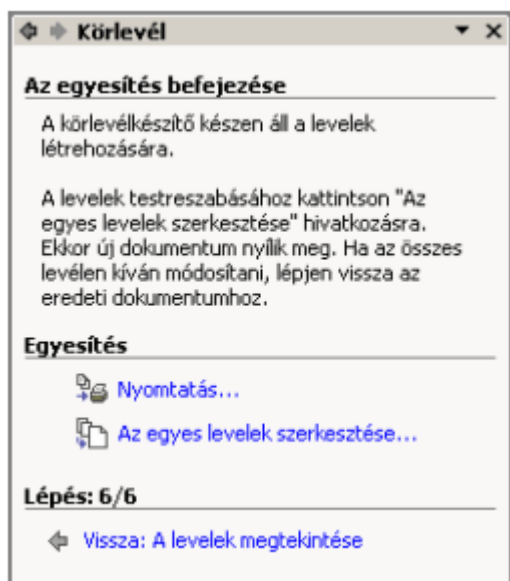 Körlevél
Az egyesítés befejezése
A körlevélkészítő készen áll a levelek
létrehozására.
A levelek testreszabásához kattintson "Az
egyes levelek szerkesztése" hivatkozásra.
Ekkor új dokumentum nyílik meg. Ha az összes
levélen kíván módosítani, lépjen vissza az
eredeti dokumentumhoz.
Egyesítés
Nyomtatás...
Az egyes levelek szerkesztése...
Lépés: 6/6
Vissza: A levelek megtekintése